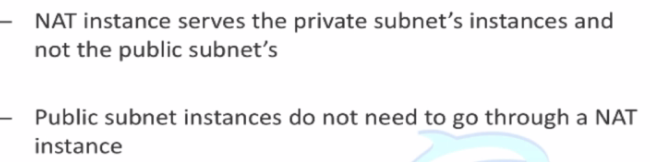 – NAT instance serves the private subnet's instances and
not the public subnet's
– Public subnet instances do not need to go through a NAT
instance